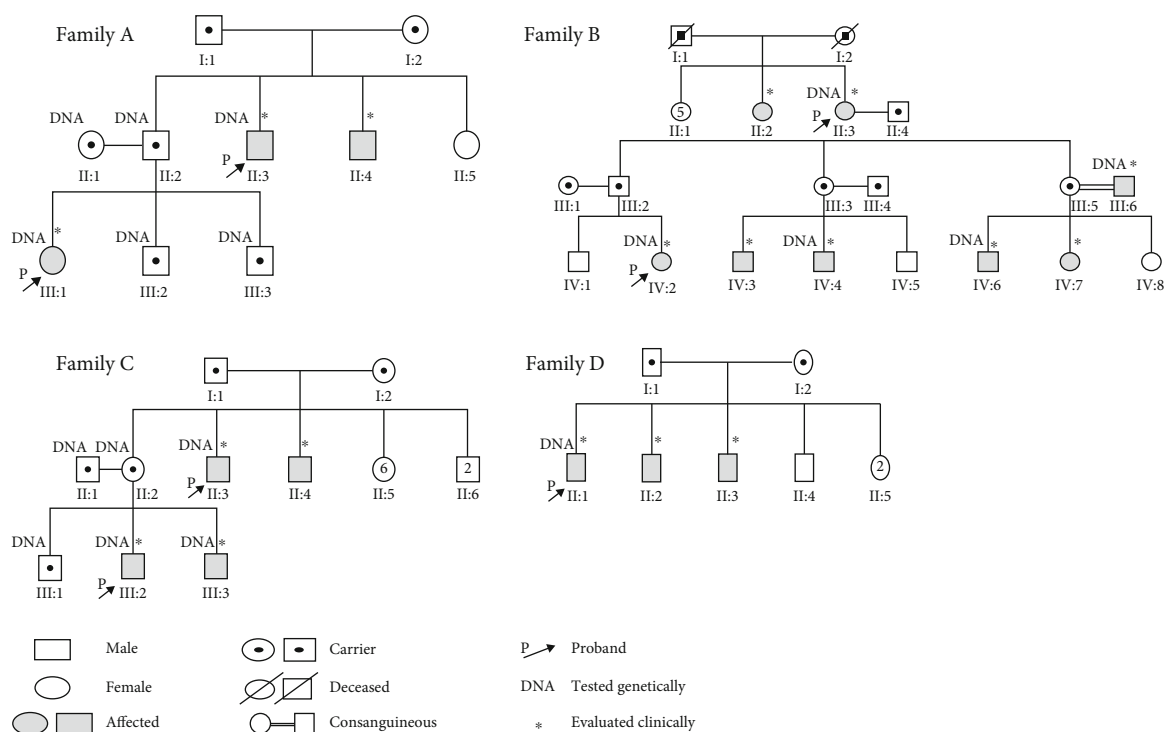 Family A
I:1 I:2
DNA DNA DNA * *
P
II:1 II:2 II:3 II:4 II:5
DNA * DNA DNA
P
III:1 III:2 III:3
Family B
I:1 I:2
* DNA *
5 P
II:1 II:2 II:3 II:4
DNA *
III:1 III:2 III:3 III:4 III:5 III:6
DNA * * DNA * DNA * *
P
IV:1 IV:2 IV:3 IV:4 IV:5 IV:6 IV:7 IV:8
Family C
I:1 I:2
DNA DNA DNA * *
P 6 2
II:1 II:2 II:3 II:4 II:5 II:6
DNA DNA * DNA *
P
III:1 III:2 III:3
Family D
I:1 I:2
DNA * * *
P 2
II:1 II:2 II:3 II:4 II:5
Male Carrier P Proband
Female Deceased DNA Tested genetically
Affected Consanguineous * Evaluated clinically